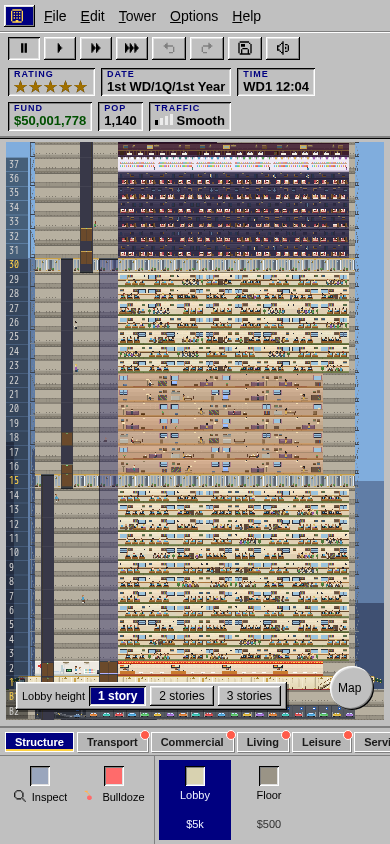 File Edit Tower Options Help
RATING
DATE
1st WD/1Q/1st Year
TIME
WD1 12:04
FUND
$50,001,778
POP
1,140
TRAFFIC
Smooth
37
36
35
34
33
32
31
30
29
28
27
26
25
24
23
22
21
20
19
18
17
16
15
14
13
12
11
10
9
8
7
6
5
4
3
2
1
B2
Lobby height 1 story 2 stories 3 stories
Map
Structure Transport Commercial Living Leisure Servi
Inspect Bulldoze Lobby Floor
$5k $500